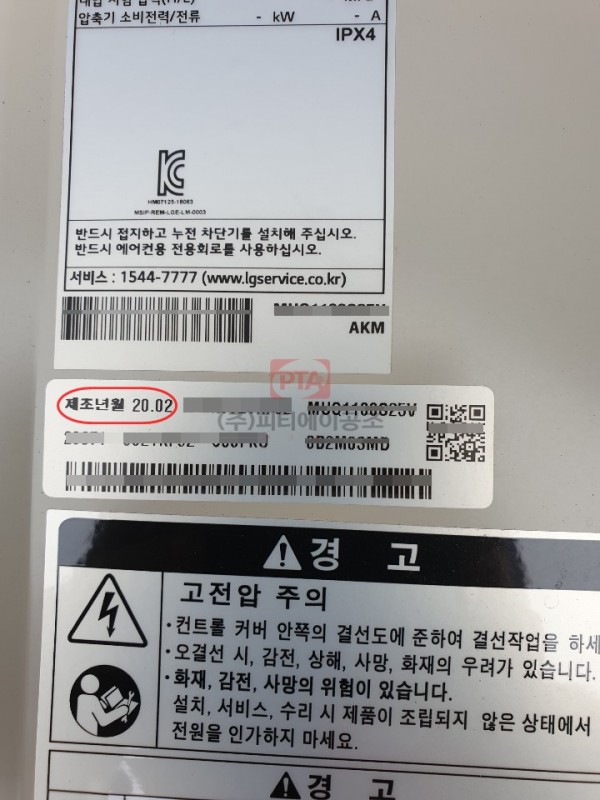 압축기 소비전력/전류 - kW - A
IPX4
HM07125-18063
MSIP-REM-LGE-LM-0003
반드시 접지하고 누전 차단기를 설치해 주십시오.
반드시 에어컨용 전용회로를 사용하십시오.
서비스 : 1544-7777 (www.lgservice.co.kr)
AKM
PTA
제조년월 20.02 MUQ1100C25V
(주)피티에이공조
경 고
고전압 주의
·컨트롤 커버 안쪽의 결선도에 준하여 결선작업을 하세
·오결선 시, 감전, 상해, 사망, 화재의 우려가 있습니다.
·화재, 감전, 사망의 위험이 있습니다.
설치, 서비스, 수리 시 제품이 조립되지 않은 상태에서
전원을 인가하지 마세요.
경 고